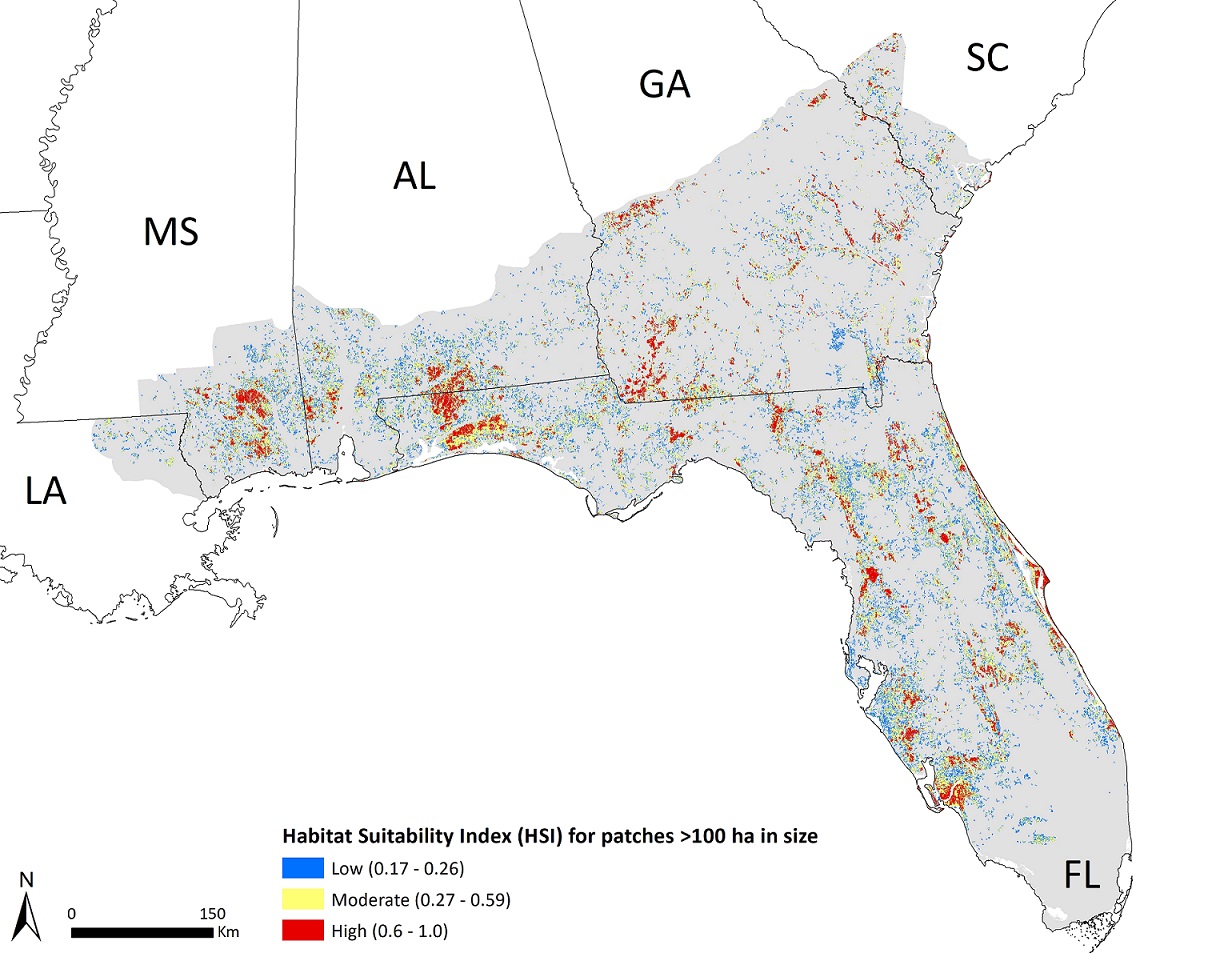 SC
GA
AL
MS
LA
Habitat Suitability Index (HSI) for patches >100 ha in size
Low (0.17 - 0.26)
FL
N
Moderate (0.27 - 0.59)
0 150
High (0.6 - 1.0)
Km